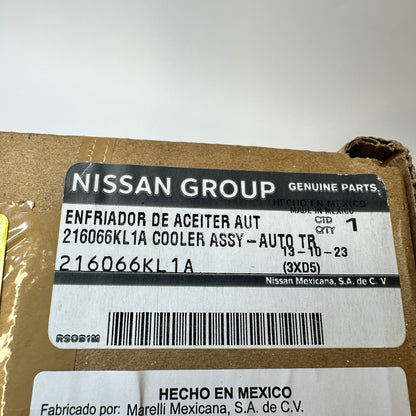 NISSAN GROUP GENUINE PARTS
HECHO EN MEXICO
MADE IN MEXICO
ENFRIADOR DE ACEITER AUT CTD
216066KL1A COOLER ASSY-AUTO TR QTY 1
13-10-23
216066KL1A (3XD5)
Nissan Mexicana, S.A. de C. V
RSOB1M
HECHO EN MÉXICO
Fabricado por: Marelli Mexicana, S.A. de C.V.